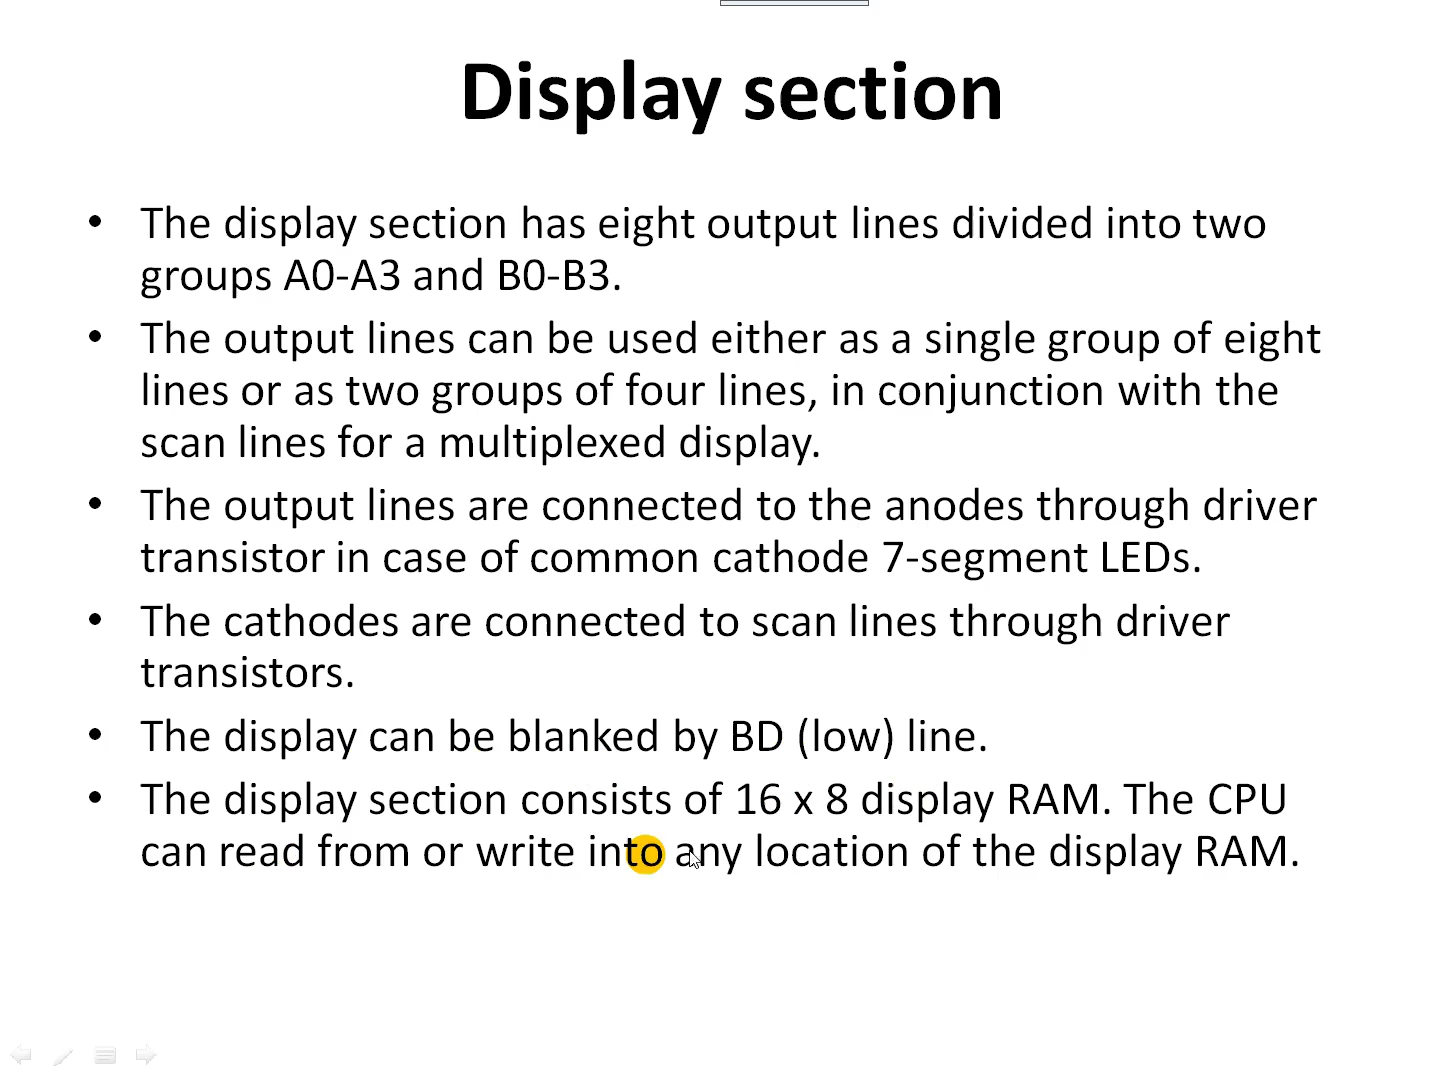 Display section
• The display section has eight output lines divided into two
groups A0-A3 and B0-B3.
• The output lines can be used either as a single group of eight
lines or as two groups of four lines, in conjunction with the
scan lines for a multiplexed display.
• The output lines are connected to the anodes through driver
transistor in case of common cathode 7-segment LEDs.
• The cathodes are connected to scan lines through driver
transistors.
• The display can be blanked by BD (low) line.
• The display section consists of 16 x 8 display RAM. The CPU
can read from or write into any location of the display RAM.